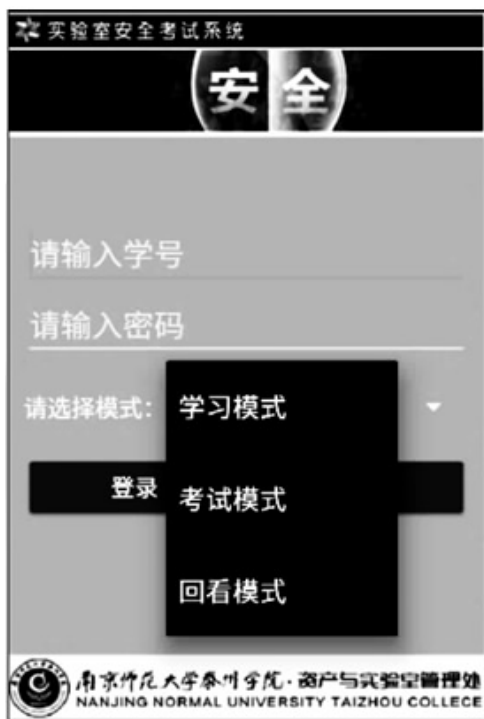 实验室安全考试系统
安全
请输入学号
请输入密码
请选择模式: 学习模式
登录
考试模式
回看模式
南京师范大学泰州学院·资产与实验室管理处
NANJING NORMAL UNIVERSITY TAIZHOU COLLECE